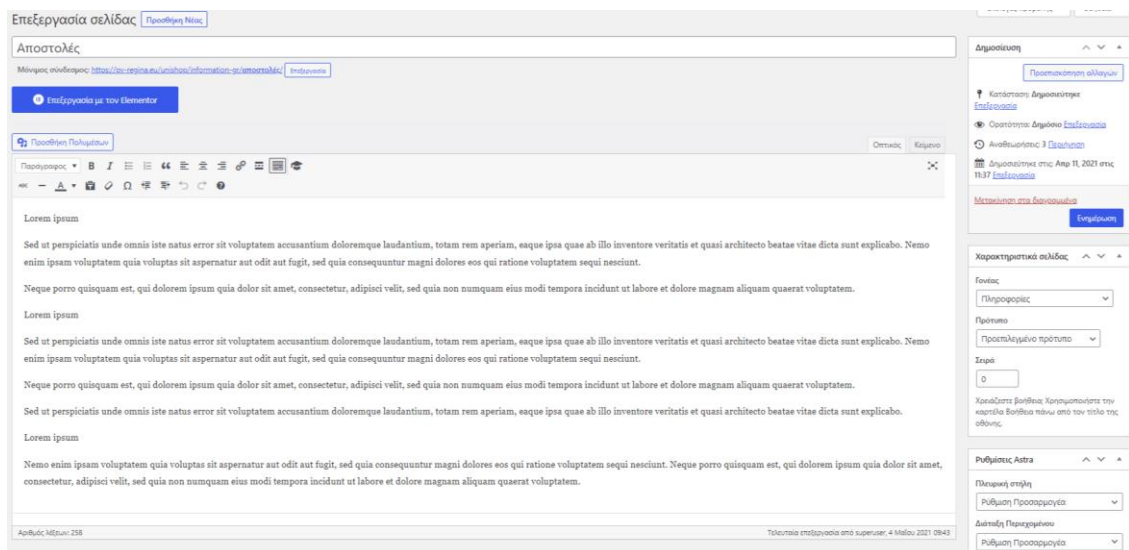 Επεξεργασία σελίδας Προσθήκη Νέας
Αποστολές
Μόνιμος σύνδεσμος: https://pv-regina.eu/unishop/information-gr/αποστολές/ Επεξεργασία
Επεξεργασία με τον Elementor
Προσθήκη Πολυμέσων
Οπτικός Κείμενο
Παράγραφος
Lorem ipsum
Sed ut perspiciatis unde omnis iste natus error sit voluptatem accusantium doloremque laudantium, totam rem aperiam, eaque ipsa quae ab illo inventore veritatis et quasi architecto beatae vitae dicta sunt explicabo. Nemo
enim ipsam voluptatem quia voluptas sit aspernatur aut odit aut fugit, sed quia consequuntur magni dolores eos qui ratione voluptatem sequi nesciunt.
Neque porro quisquam est, qui dolorem ipsum quia dolor sit amet, consectetur, adipisci velit, sed quia non numquam eius modi tempora incidunt ut labore et dolore magnam aliquam quaerat voluptatem.
Lorem ipsum
Sed ut perspiciatis unde omnis iste natus error sit voluptatem accusantium doloremque laudantium, totam rem aperiam, eaque ipsa quae ab illo inventore veritatis et quasi architecto beatae vitae dicta sunt explicabo. Nemo
enim ipsam voluptatem quia voluptas sit aspernatur aut odit aut fugit, sed quia consequuntur magni dolores eos qui ratione voluptatem sequi nesciunt.
Neque porro quisquam est, qui dolorem ipsum quia dolor sit amet, consectetur, adipisci velit, sed quia non numquam eius modi tempora incidunt ut labore et dolore magnam aliquam quaerat voluptatem.
Sed ut perspiciatis unde omnis iste natus error sit voluptatem accusantium doloremque laudantium, totam rem aperiam, eaque ipsa quae ab illo inventore veritatis et quasi architecto beatae vitae dicta sunt explicabo.
Lorem ipsum
Nemo enim ipsam voluptatem quia voluptas sit aspernatur aut odit aut fugit, sed quia consequuntur magni dolores eos qui ratione voluptatem sequi nesciunt. Neque porro quisquam est, qui dolorem ipsum quia dolor sit amet,
consectetur, adipisci velit, sed quia non numquam eius modi tempora incidunt ut labore et dolore magnam aliquam quaerat voluptatem.
Αριθμός λέξεων: 258
Τελευταία επεξεργασία από superuser, 4 Μαΐου 2021 09:43
Δημοσίευση
Προεπισκόπηση αλλαγών
Κατάσταση: Δημοσιεύτηκε
Επεξεργασία
Ορατότητα: Δημόσιο Επεξεργασία
Αναθεωρήσεις: 3 Περιήγηση
Δημοσιεύτηκε στις: Απρ 11, 2021 στις
11:37 Επεξεργασία
Μετακίνηση στα διαγραμμένα
Ενημέρωση
Χαρακτηριστικά σελίδας
Γονέας
Πληροφορίες
Πρότυπο
Προεπιλεγμένο πρότυπο
Σειρά
0
Χρειάζεστε βοήθεια; Χρησιμοποιήστε την
καρτέλα Βοήθεια πάνω από τον τίτλο της
οθόνης.
Ρυθμίσεις Astra
Πλευρική στήλη
Ρύθμιση Προσαρμογέα
Διάταξη Περιεχομένου
Ρύθμιση Προσαρμογέα